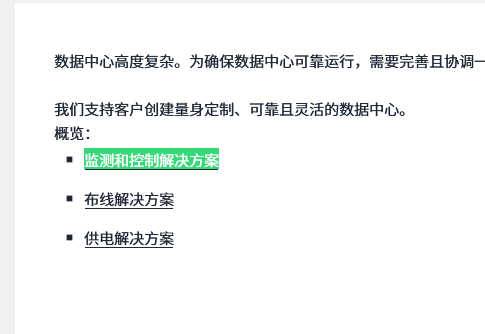 数据中心高度复杂。为确保数据中心可靠运行，需要完善且协调一
我们支持客户创建量身定制、可靠且灵活的数据中心。
概览：
监测和控制解决方案
布线解决方案
供电解决方案